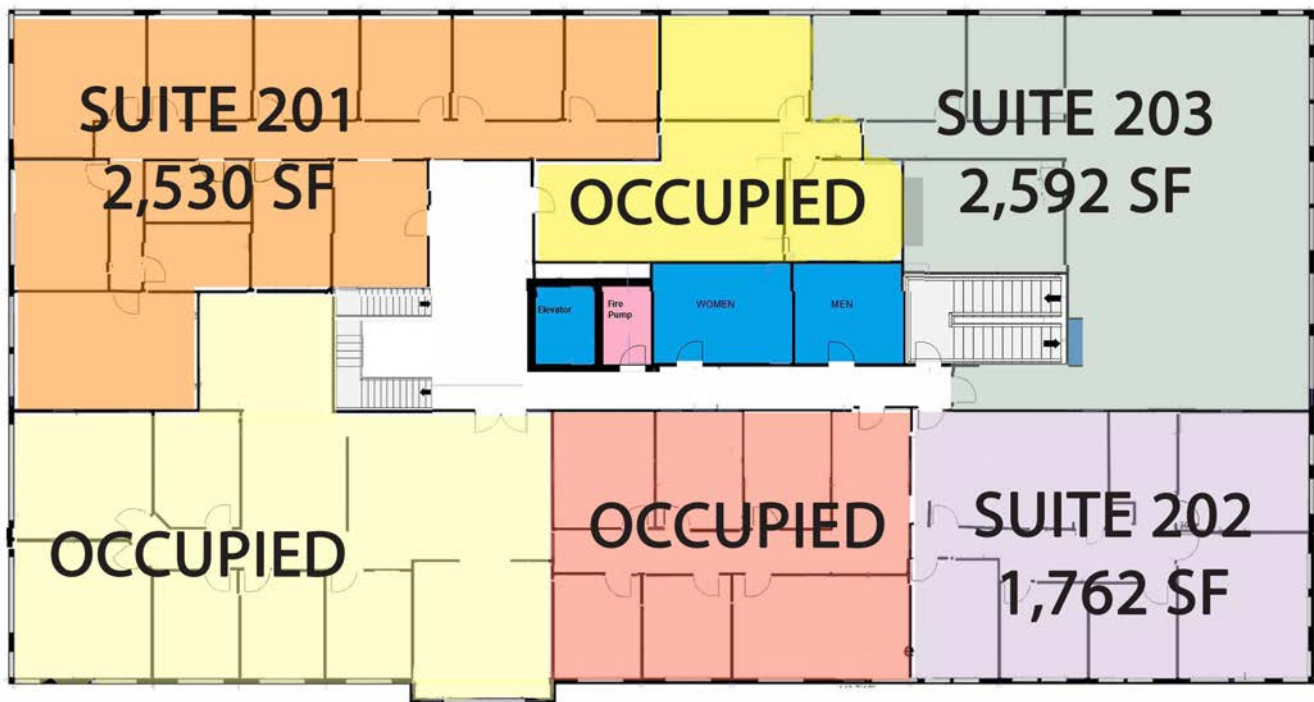 SUITE 201
2,530 SF
OCCUPIED
SUITE 203
2,592 SF
Elevator
Fire
Pump
WOMEN
MEN
OCCUPIED
OCCUPIED
SUITE 202
1,762 SF